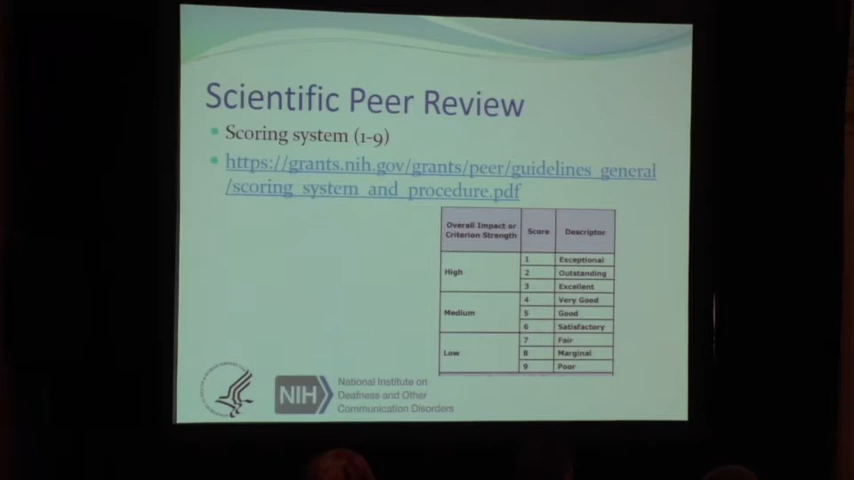 Scientific Peer Review
Scoring system (1-9)
https://grants.nih.gov/grants/peer/guidelines_general
/scoring_system_and_procedure.pdf
Overall Impact or
Criterion Strength
Score
Descriptor
High
1 Exceptional
2 Outstanding
3 Excellent
Medium
4 Very Good
5 Good
6 Satisfactory
Low
7 Fair
8 Marginal
9 Poor
NIH
National Institute on
Deafness and Other
Communication Disorders